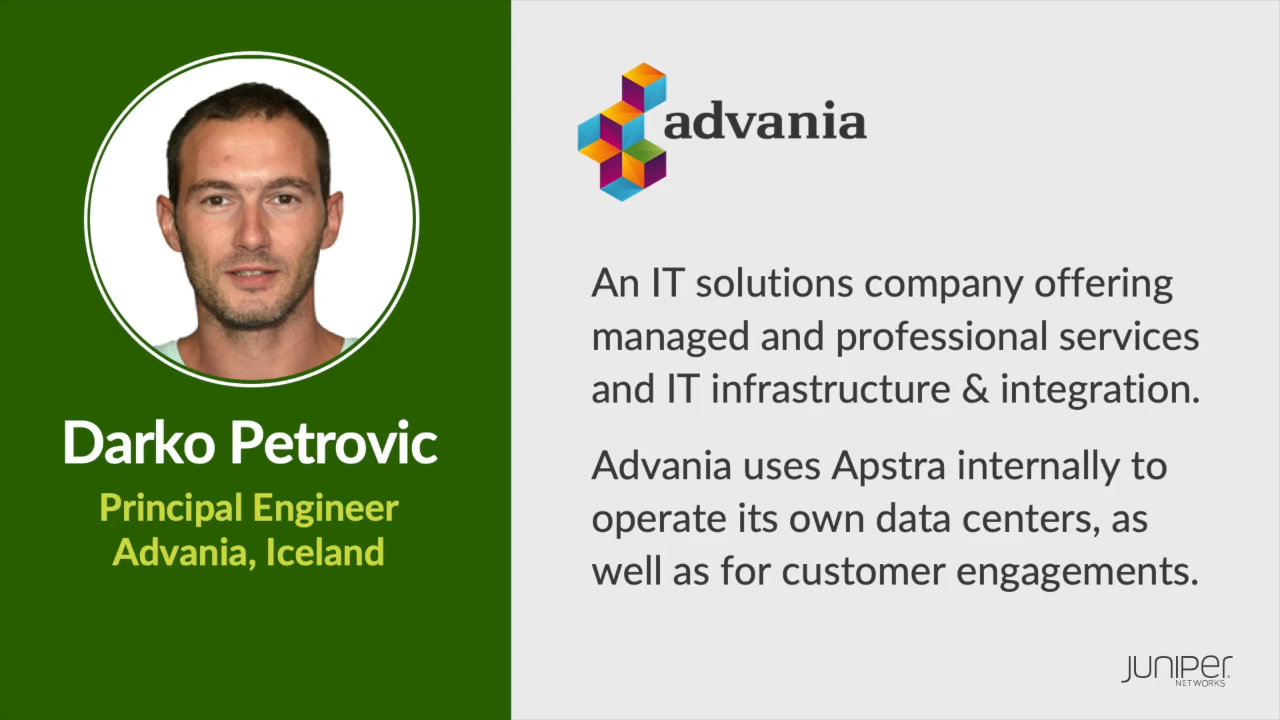 Darko Petrovic
Principal Engineer
Advania, Iceland
advania
An IT solutions company offering
managed and professional services
and IT infrastructure & integration.
Advania uses Apstra internally to
operate its own data centers, as
well as for customer engagements.
JUNIPER
NETWORKS